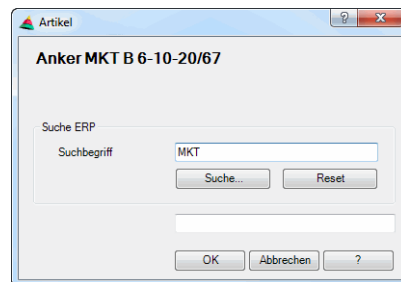 Artikel
Anker MKT B 6-10-20/67
Suche ERP
Suchbegriff
MKT
Suche...
Reset
OK
Abbrechen
?